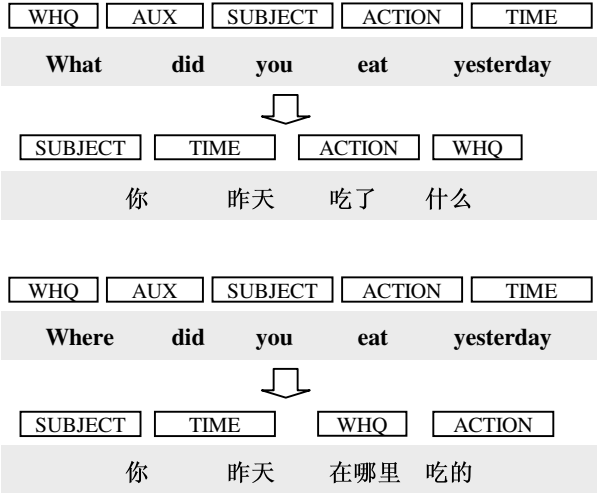 WHQ AUX SUBJECT ACTION TIME
What did you eat yesterday
SUBJECT TIME ACTION WHQ
你 昨天 吃了 什么
WHQ AUX SUBJECT ACTION TIME
Where did you eat yesterday
SUBJECT TIME WHQ ACTION
你 昨天 在哪里 吃的